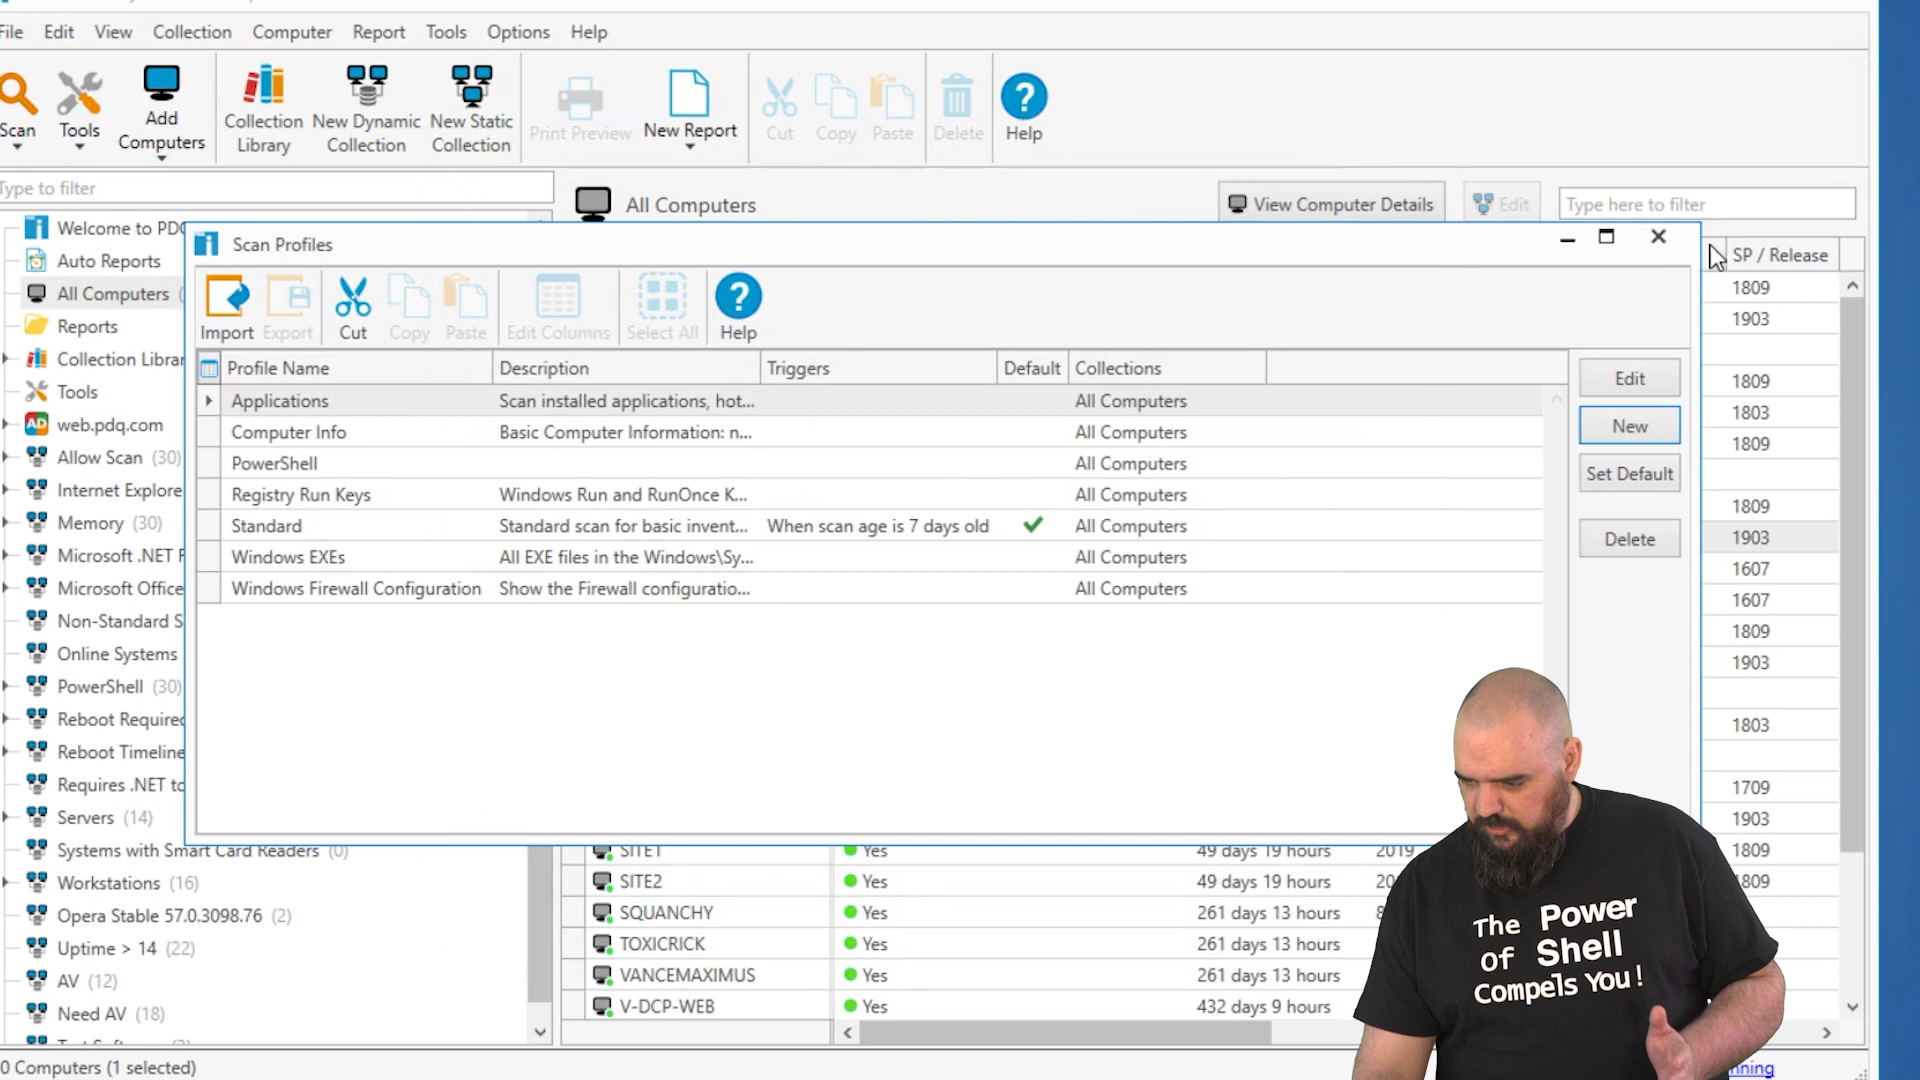 File Edit View Collection Computer Report Tools Options Help
Scan
Tools
Add
Computers
Collection
Library
New Dynamic
Collection
New Static
Collection
Print Preview
New Report
Cut
Copy
Paste
Delete
Help
Type to filter
All Computers
View Computer Details
Edit
Type here to filter
Welcome to PDQ
Auto Reports
All Computers (
Reports
Collection Librar
Tools
AD web.pdq.com
Allow Scan (30)
Internet Explore
Memory (30)
Microsoft .NET F
Microsoft Office
Non-Standard S
Online Systems
PowerShell (30)
Reboot Required
Reboot Timeline
Requires .NET to
Servers (14)
Systems with Smart Card Readers (0)
Workstations (16)
Opera Stable 57.0.3098.76 (2)
Uptime > 14 (22)
AV (12)
Need AV (18)
Scan Profiles
Import
Export
Cut
Copy
Paste
Edit Columns
Select All
Help
Profile Name Description Triggers Default Collections
Applications Scan installed applications, hot... All Computers
Computer Info Basic Computer Information: n... All Computers
PowerShell All Computers
Registry Run Keys Windows Run and RunOnce K... All Computers
Standard Standard scan for basic invent... When scan age is 7 days old All Computers
Windows EXEs All EXE files in the Windows\Sy... All Computers
Windows Firewall Configuration Show the Firewall configuratio... All Computers
Edit
New
Set Default
Delete
SP / Release
1809
1903
1809
1803
1809
1809
1903
1607
1607
1809
1903
1803
1709
1903
1809
1809
SITE1 Yes 49 days 19 hours 2019
SITE2 Yes 49 days 19 hours 20
SQUANCHY Yes 261 days 13 hours 8
TOXICRICK Yes 261 days 13 hours
VANCEMAXIMUS Yes 261 days 13 hours
V-DCP-WEB Yes 432 days 9 hours
The Power
of Shell
Compels You!
0 Computers (1 selected)
nning